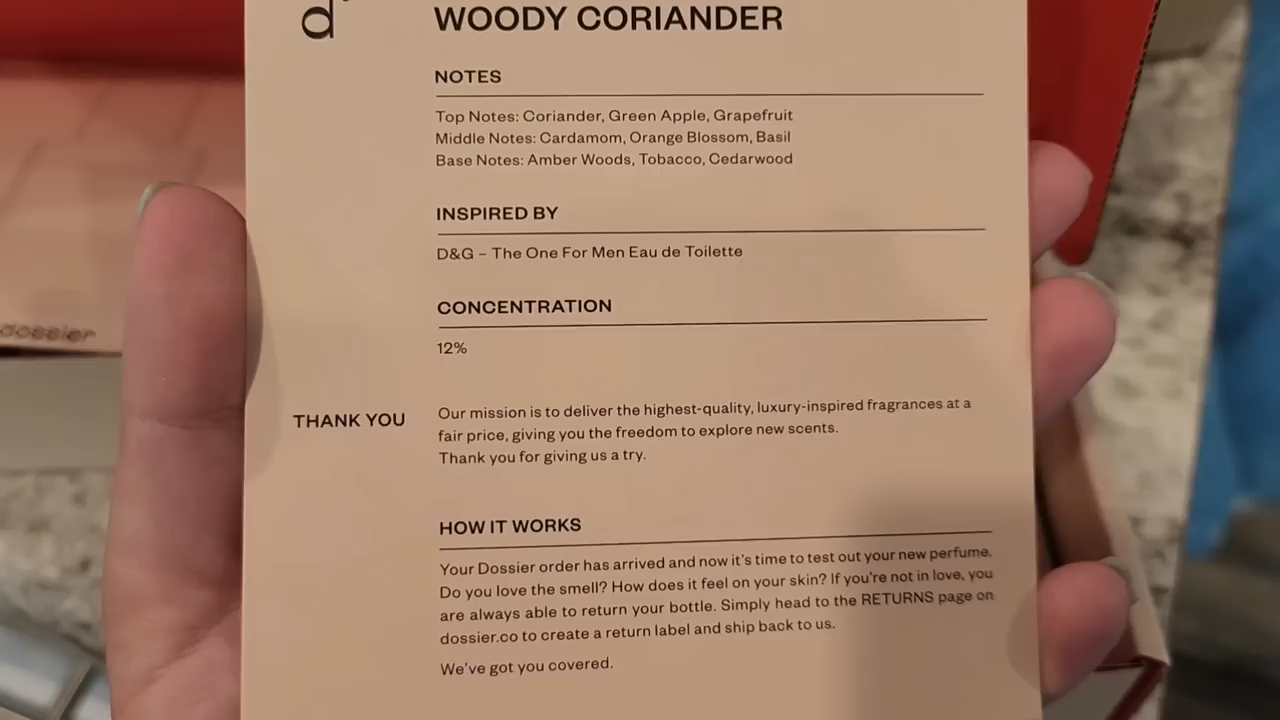 d
WOODY CORIANDER
NOTES
Top Notes: Coriander, Green Apple, Grapefruit
Middle Notes: Cardamom, Orange Blossom, Basil
Base Notes: Amber Woods, Tobacco, Cedarwood
INSPIRED BY
D&G – The One For Men Eau de Toilette
CONCENTRATION
12%
dossier
THANK YOU
Our mission is to deliver the highest-quality, luxury-inspired fragrances at a
fair price, giving you the freedom to explore new scents.
Thank you for giving us a try.
HOW IT WORKS
Your Dossier order has arrived and now it's time to test out your new perfume.
Do you love the smell? How does it feel on your skin? If you're not in love, you
are always able to return your bottle. Simply head to the RETURNS page on
dossier.co to create a return label and ship back to us.
We've got you covered.